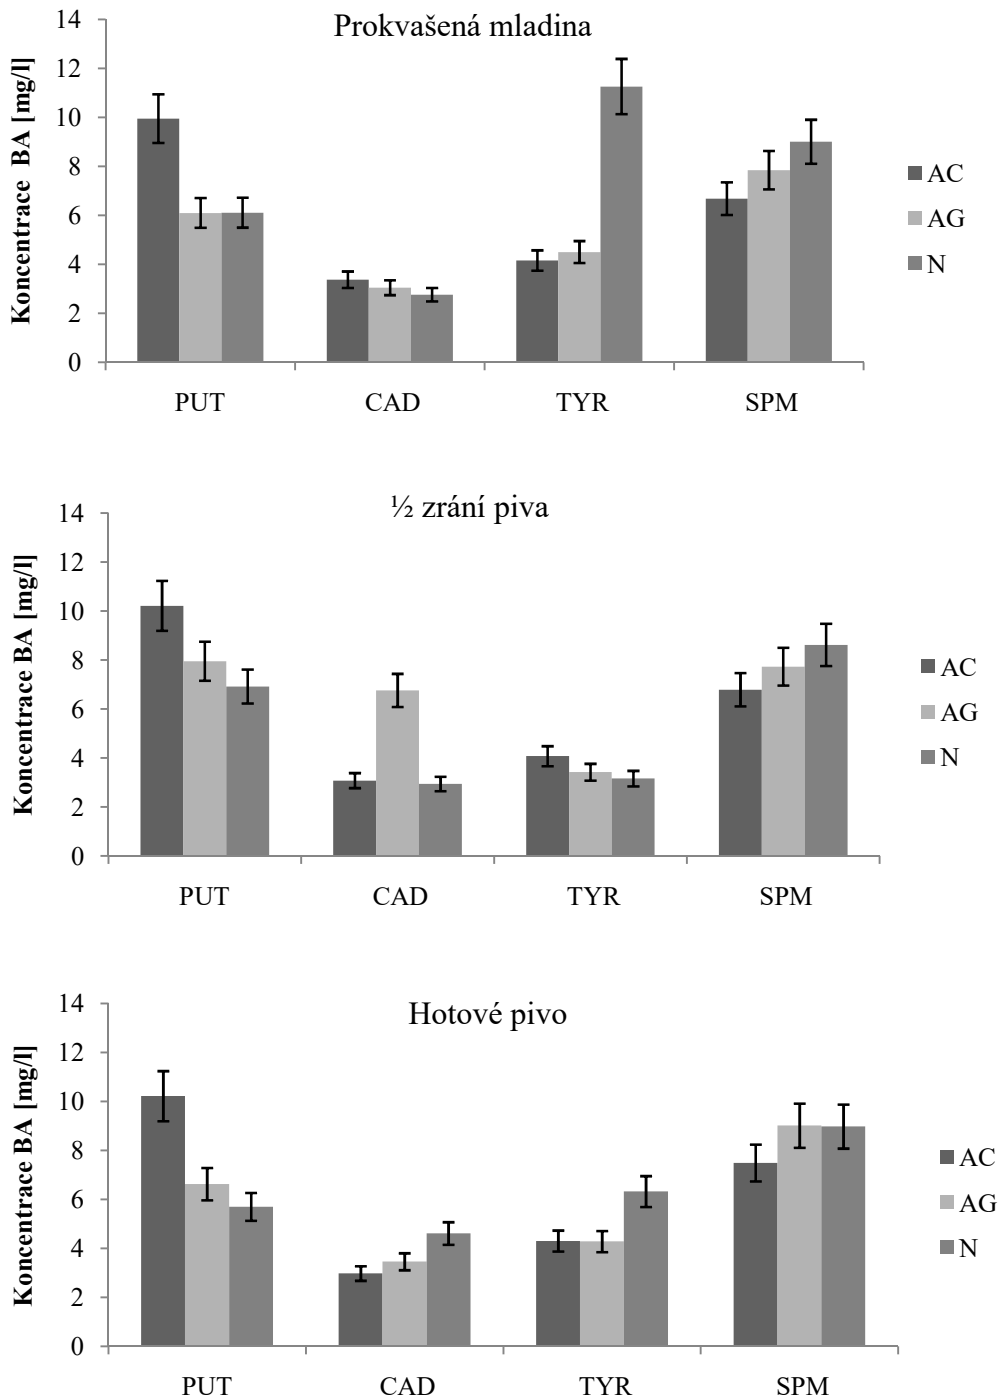 Prokvašená mladina
Koncentrace BA [mg/l]
14
12
10
8
6
4
2
0
PUT CAD TYR SPM
AC
AG
N
½ zrání piva
Koncentrace BA [mg/l]
14
12
10
8
6
4
2
0
PUT CAD TYR SPM
AC
AG
N
Hotové pivo
Koncentrace BA [mg/l]
14
12
10
8
6
4
2
0
PUT CAD TYR SPM
AC
AG
N